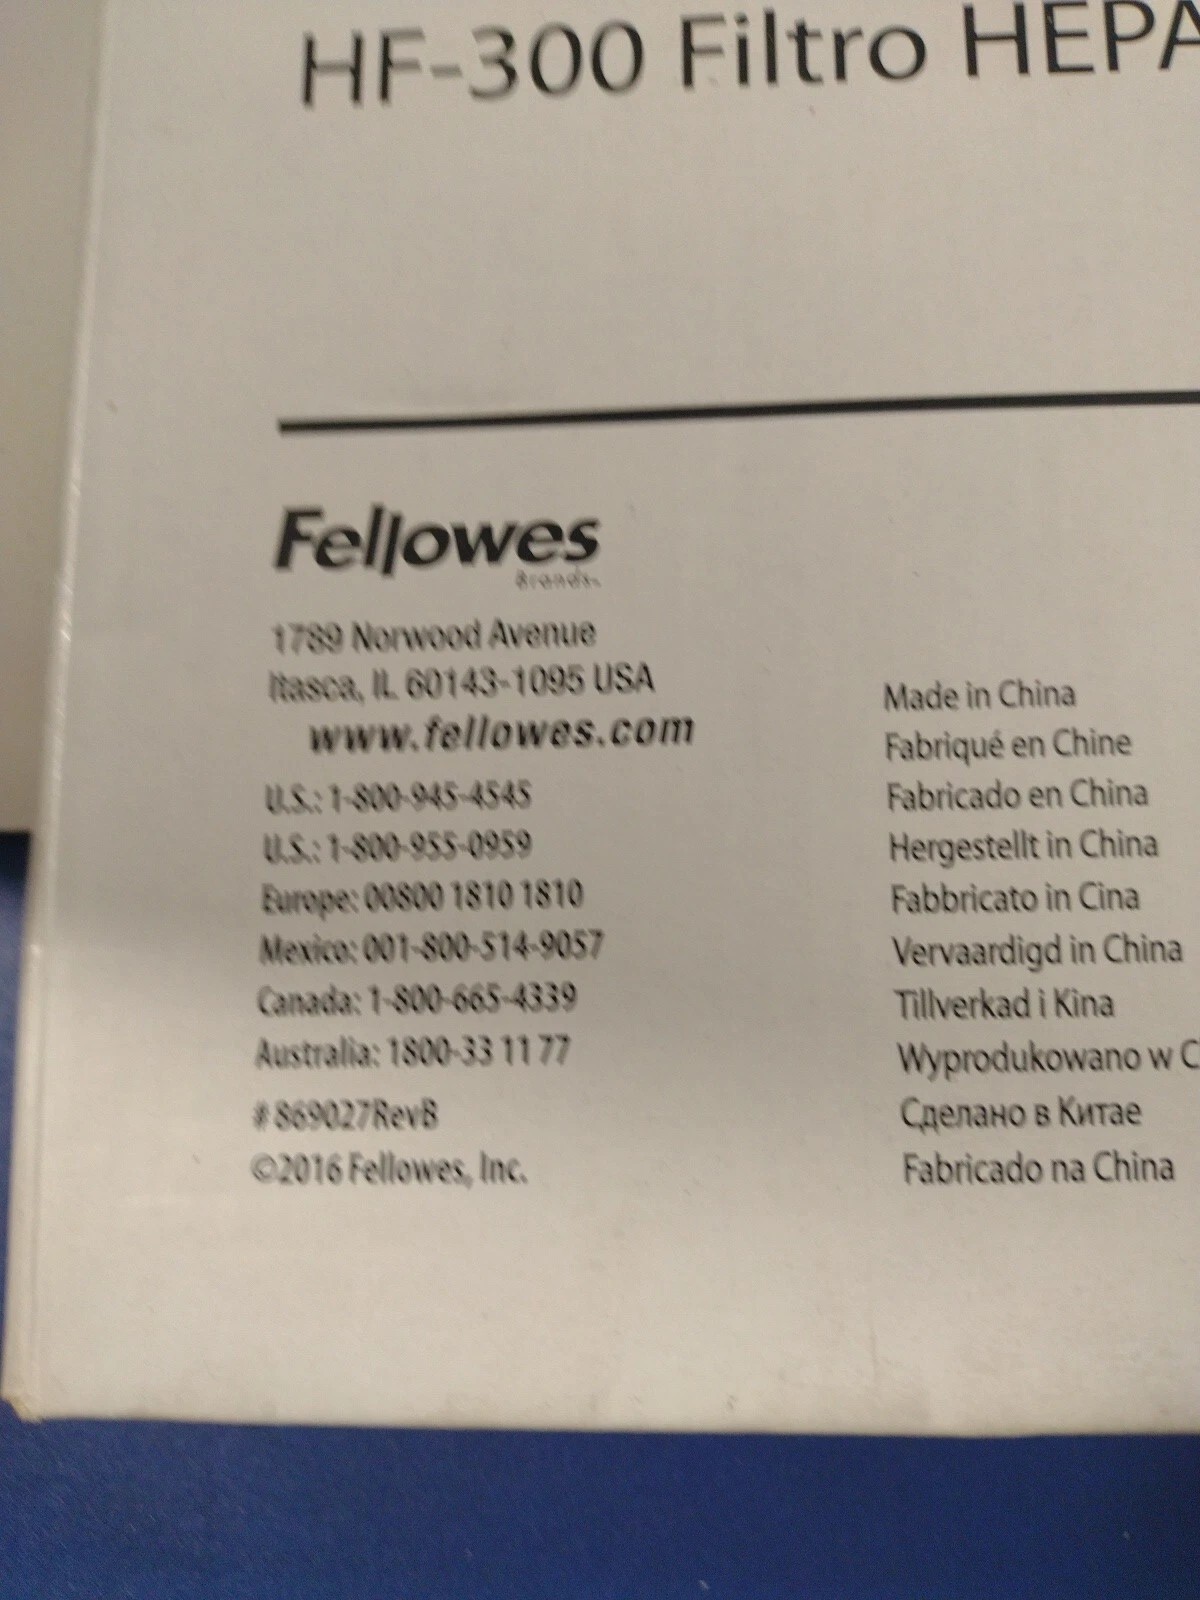 HF-300 Filtro HEPA
Fellowes
Brands™
1789 Norwood Avenue
Itasca, IL 60143-1095 USA
www.fellowes.com
U.S.: 1-800-945-4545
U.S.: 1-800-955-0959
Europe: 00800 1810 1810
Mexico: 001-800-514-9057
Canada: 1-800-665-4339
Australia: 1800-33 11 77
# 869027RevB
©2016 Fellowes, Inc.
Made in China
Fabriqué en Chine
Fabricado en China
Hergestellt in China
Fabbricato in Cina
Vervaardigd in China
Tillverkad i Kina
Wyprodukowano w C
Сделано в Китае
Fabricado na China